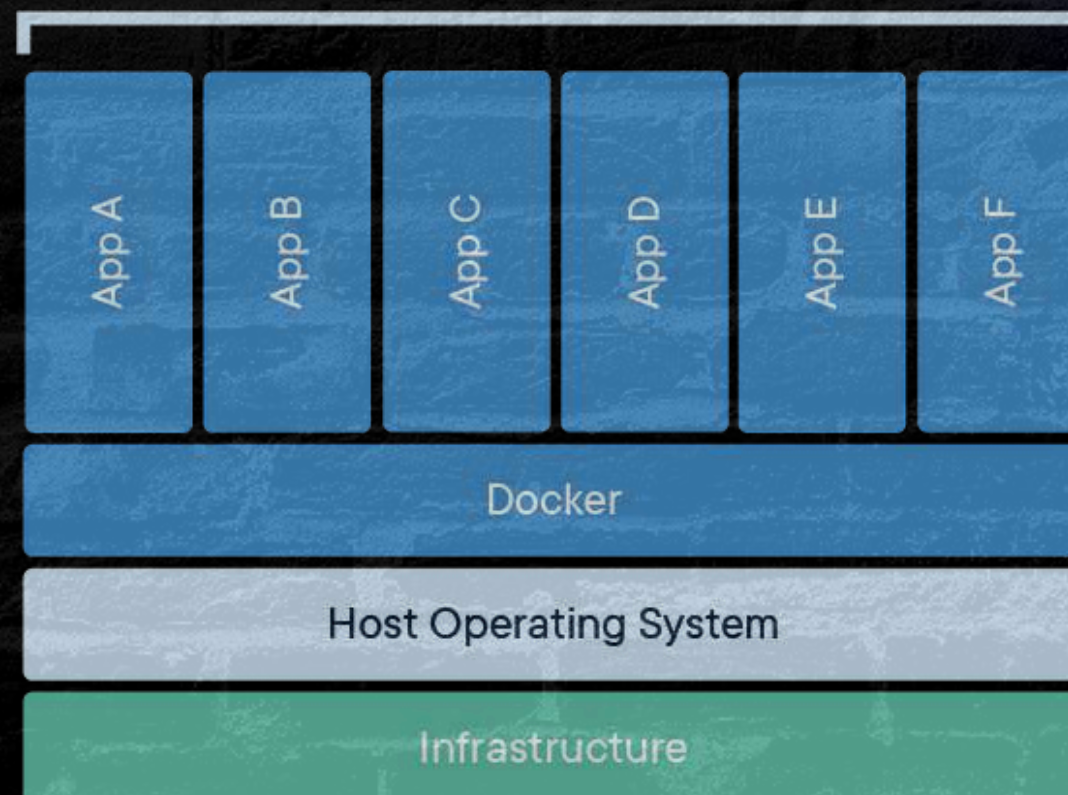 App A
App B
App C
App D
App E
App F
Docker
Host Operating System
Infrastructure